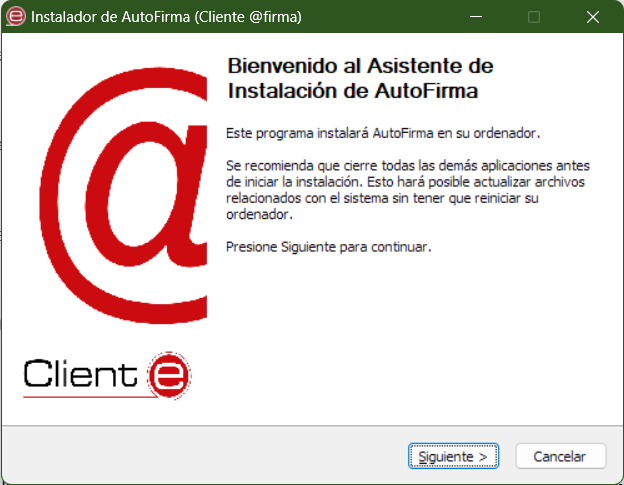 Instalador de AutoFirma (Cliente @firma)
Bienvenido al Asistente de
Instalación de AutoFirma
Este programa instalará AutoFirma en su ordenador.
Se recomienda que cierre todas las demás aplicaciones antes
de iniciar la instalación. Esto hará posible actualizar archivos
relacionados con el sistema sin tener que reiniciar su
ordenador.
Presione Siguiente para continuar.
@
Client e
Siguiente >
Cancelar